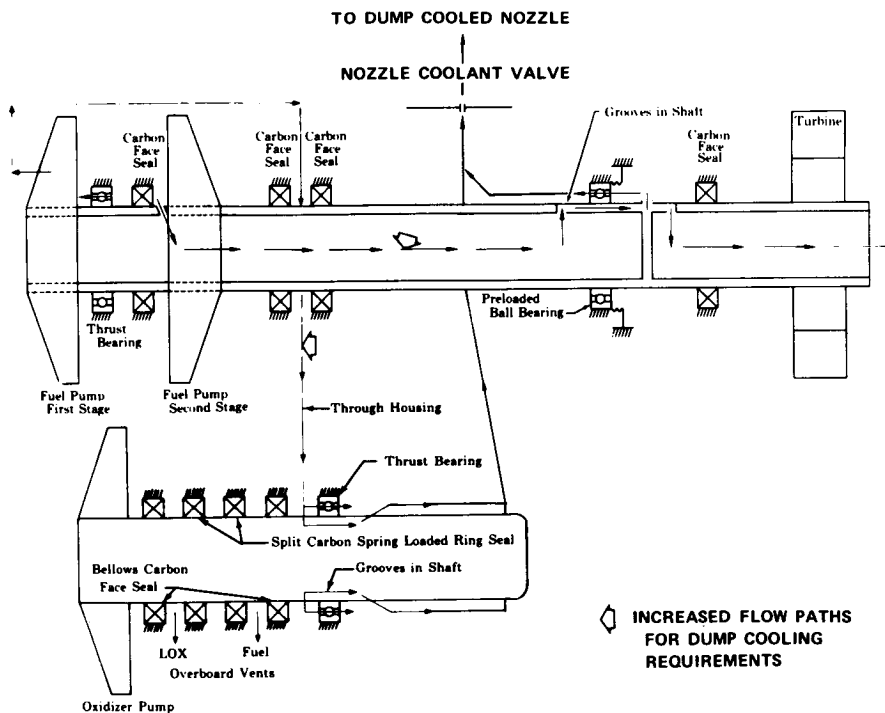 TO DUMP COOLED NOZZLE
NOZZLE COOLANT VALVE
Grooves in Shaft
Turbine
Carbon
Face
Seal
Carbon
Face
Seal
Carbon
Face
Seal
Carbon
Face Seal
Thrust
Bearing
Preloaded
Ball Bearing
Fuel Pump
First Stage
Fuel Pump
Second Stage
Through Housing
Thrust Bearing
Split Carbon Spring Loaded Ring Seal
Bellows Carbon
Face Seal
Grooves in Shaft
LOX
Fuel
Overboard Vents
Oxidizer Pump
INCREASED FLOW PATHS
FOR DUMP COOLING
REQUIREMENTS